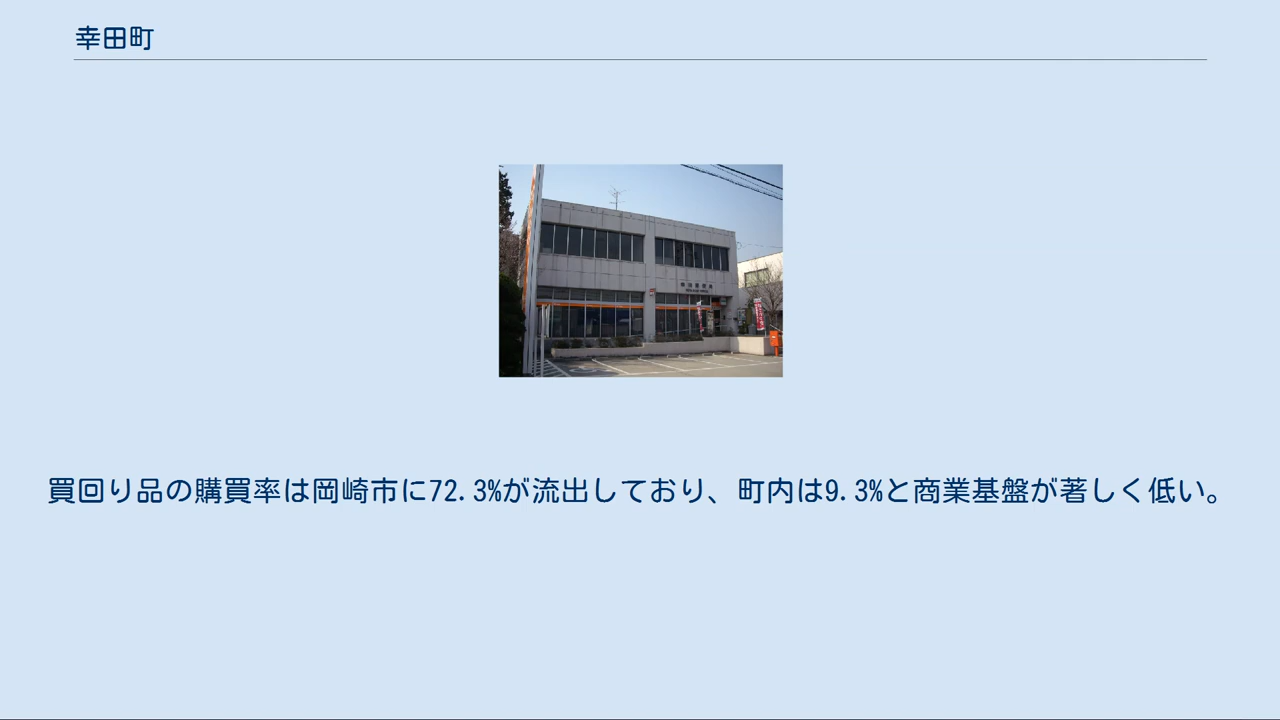 幸田町
買回り品の購買率は岡崎市に72.3%が流出しており、町内は9.3%と商業基盤が著しく低い。